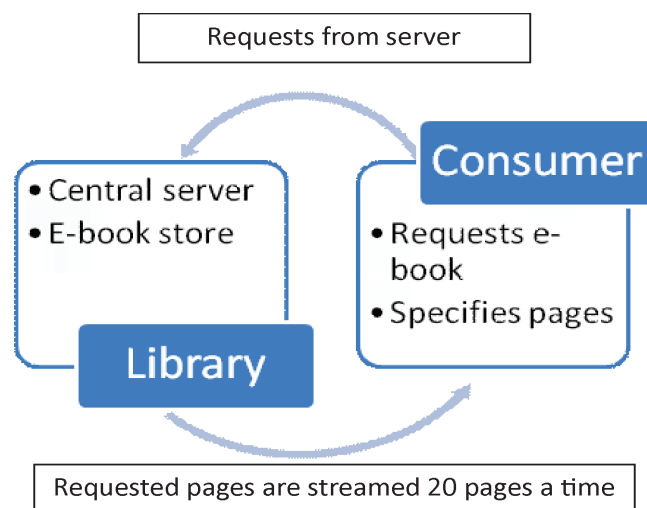 Requests from server
Consumer
• Central server
• E-book store
• Requests e-
book
• Specifies pages
Library
Requested pages are streamed 20 pages a time